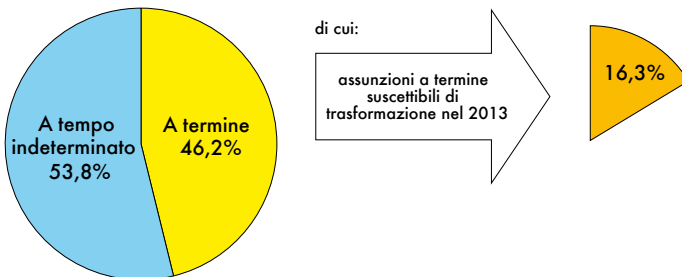 A tempo
indeterminato
53,8%
A termine
46,2%
di cui:
assunzioni a termine
suscettibili di
trasformazione nel 2013
16,3%